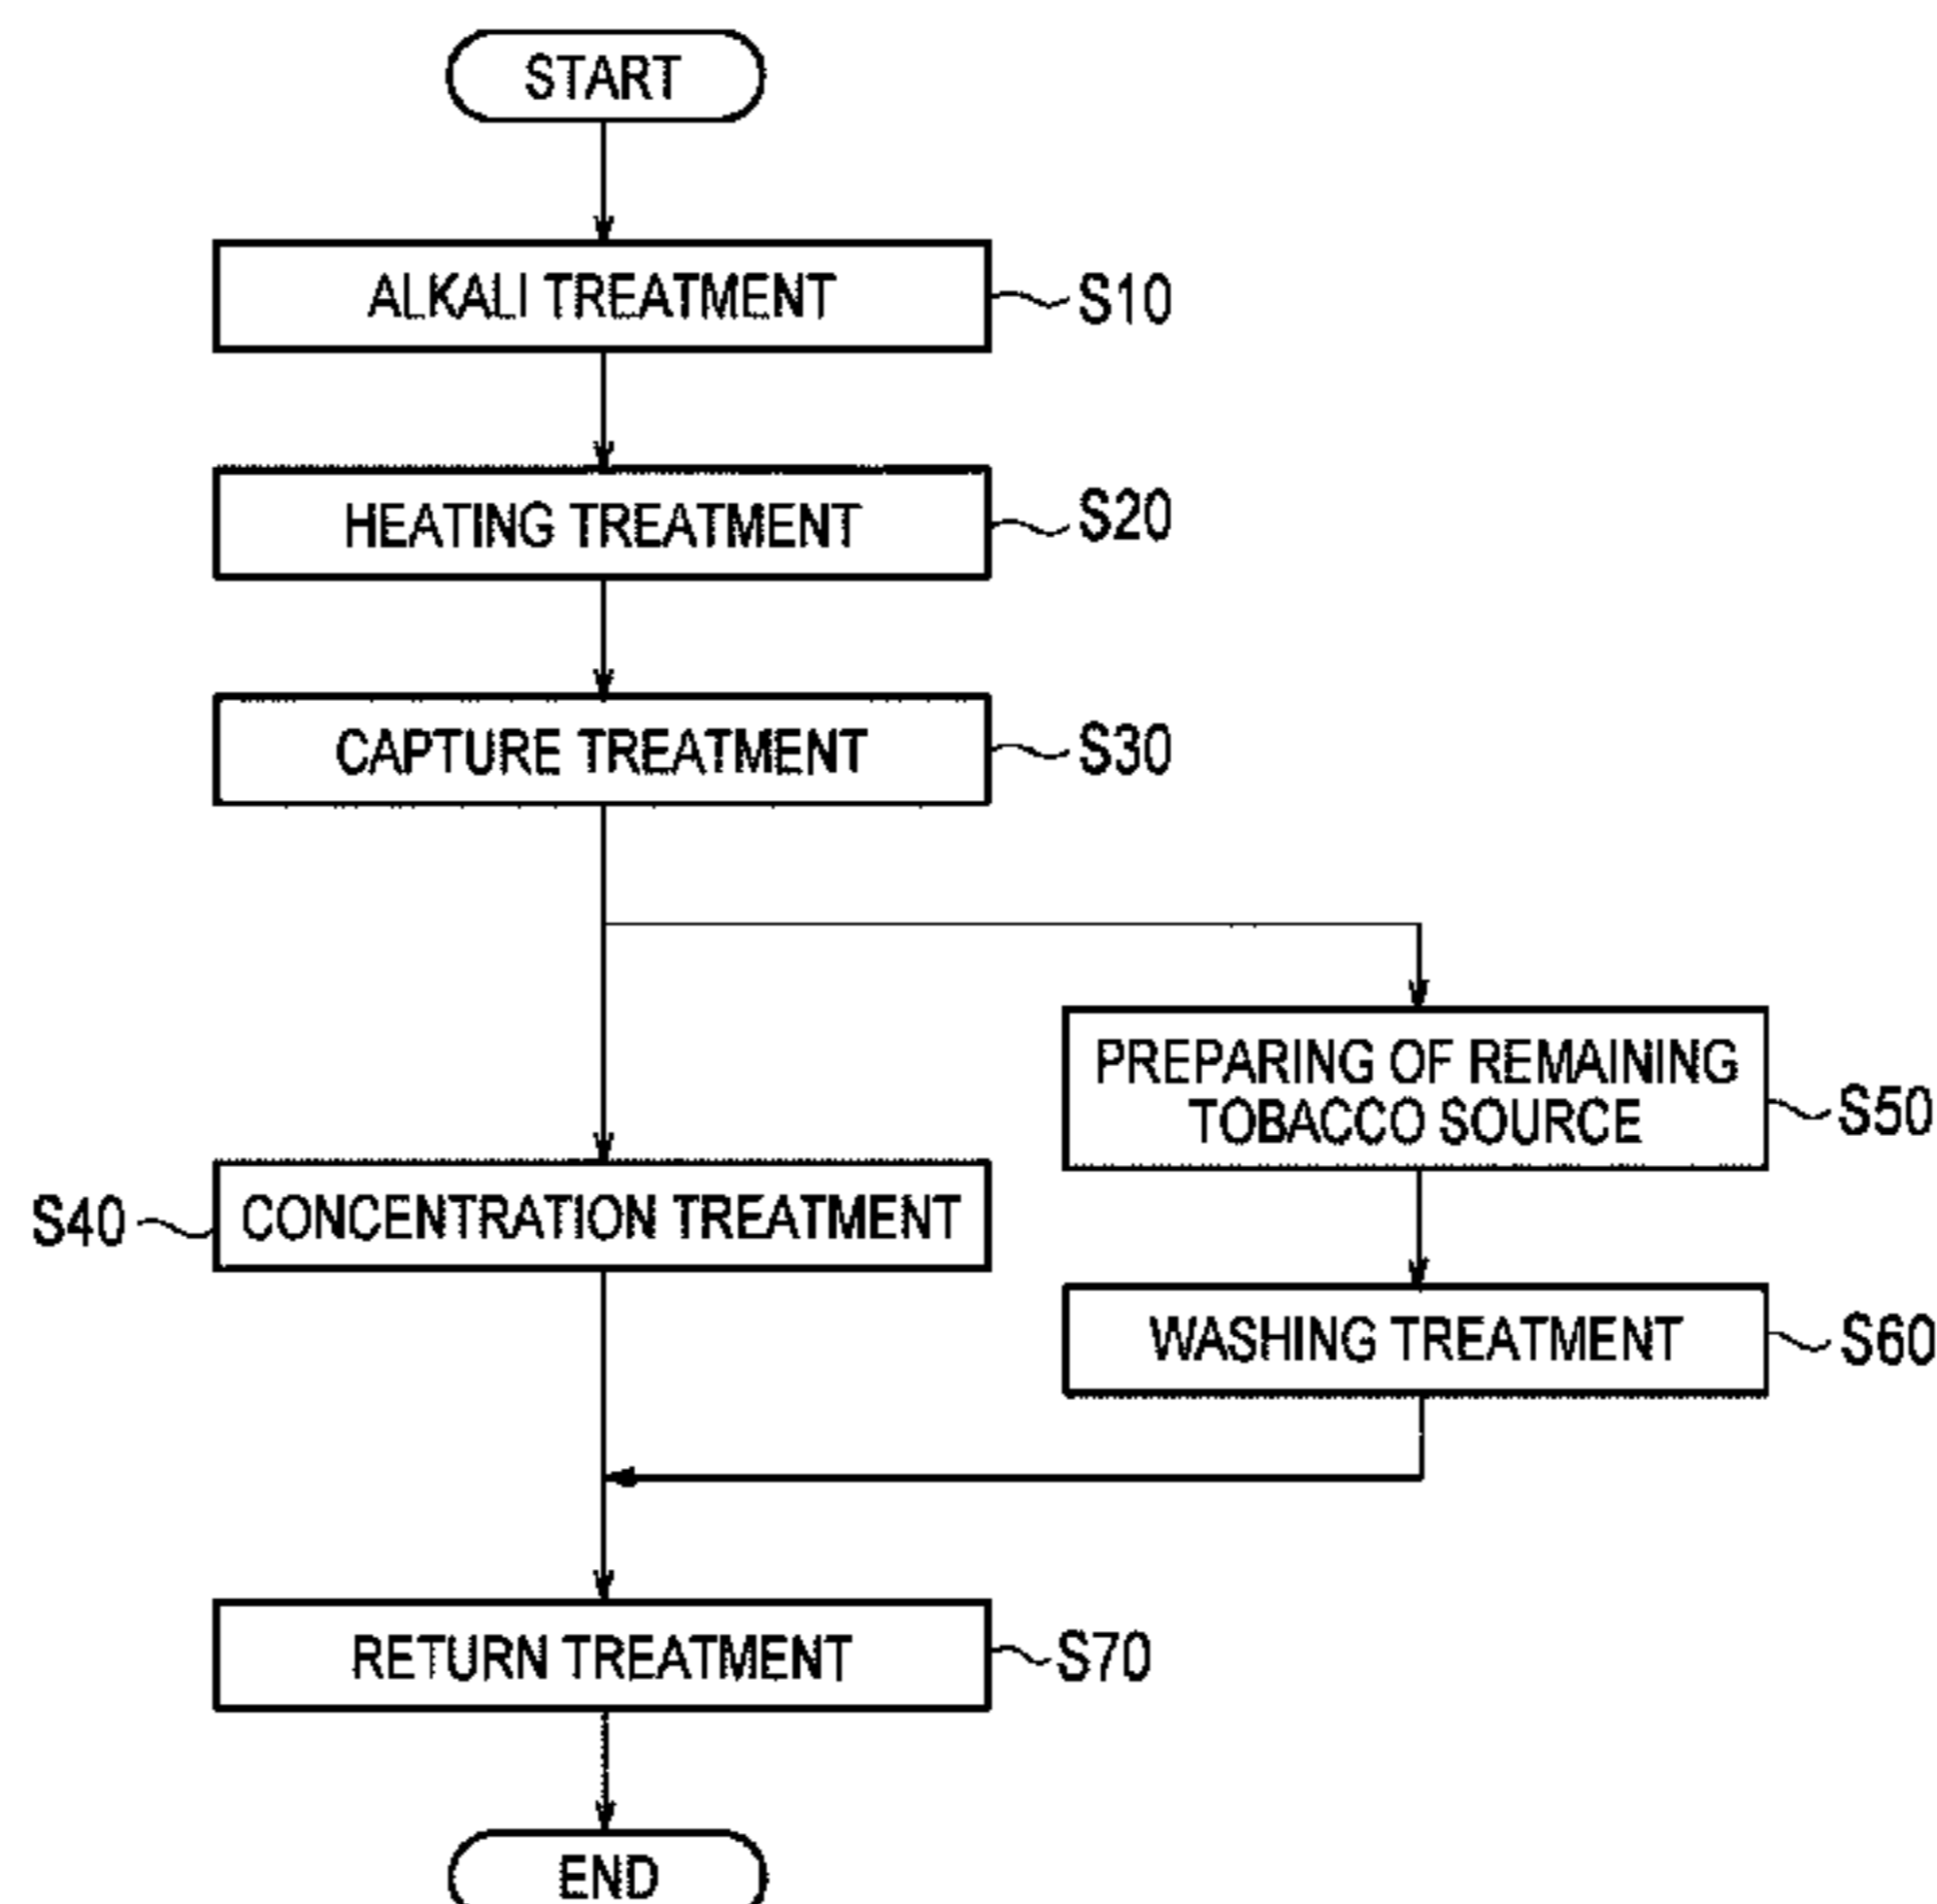 START
ALKALI TREATMENT
S10
HEATING TREATMENT
S20
CAPTURE TREATMENT
S30
PREPARING OF REMAINING
TOBACCO SOURCE
S50
S40
CONCENTRATION TREATMENT
WASHING TREATMENT
S60
RETURN TREATMENT
S70
END